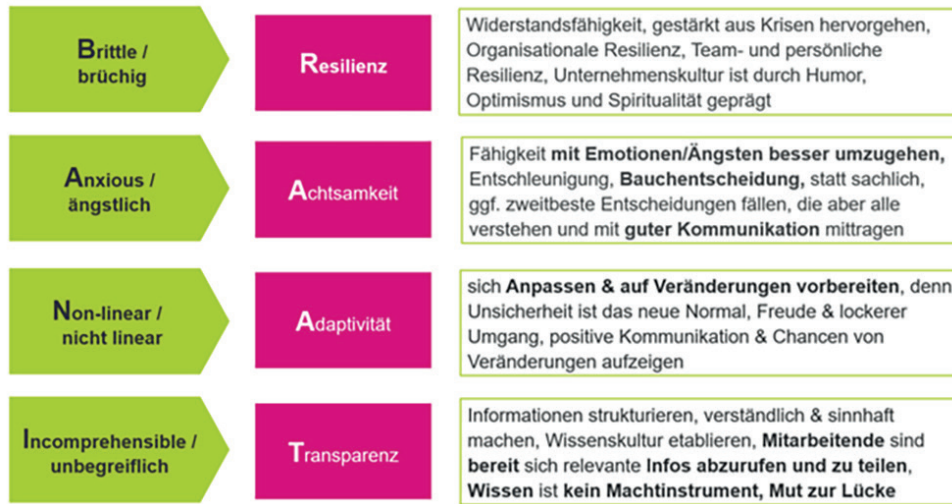 Brittle /
brüchig
Resilienz
Widerstandsfähigkeit, gestärkt aus Krisen hervorgehen,
Organisationale Resilienz, Team- und persönliche
Resilienz, Unternehmenskultur ist durch Humor,
Optimismus und Spiritualität geprägt
Anxious /
ängstlich
Achtsamkeit
Fähigkeit mit Emotionen/Ängsten besser umzugehen,
Entschleunigung, Bauchentscheidung, statt sachlich,
ggf. zweitbeste Entscheidungen fällen, die aber alle
verstehen und mit guter Kommunikation mittragen
Non-linear /
nicht linear
Adaptivität
sich Anpassen & auf Veränderungen vorbereiten, denn
Unsicherheit ist das neue Normal, Freude & lockerer
Umgang, positive Kommunikation & Chancen von
Veränderungen aufzeigen
Incomprehensible /
unbegreiflich
Transparenz
Informationen strukturieren, verständlich & sinnhaft
machen, Wissenskultur etablieren, Mitarbeitende sind
bereit sich relevante Infos abzurufen und zu teilen,
Wissen ist kein Machtinstrument, Mut zur Lücke